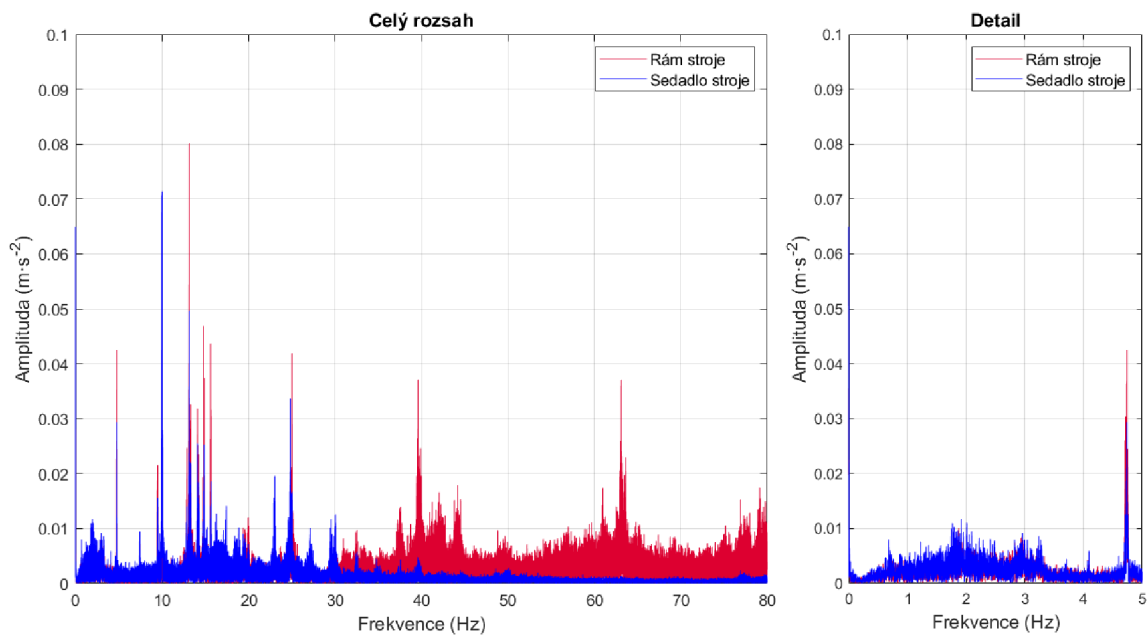 Celý rozsah
Rám stroje
Sedadlo stroje
0.1
0.09
0.08
0.07
0.06
0.05
0.04
0.03
0.02
0.01
0
Amplituda (m·s⁻²)
0 10 20 30 40 50 60 70 80
Frekvence (Hz)
Detail
Rám stroje
Sedadlo stroje
0.1
0.09
0.08
0.07
0.06
0.05
0.04
0.03
0.02
0.01
0
Amplituda (m·s⁻²)
0 1 2 3 4 5
Frekvence (Hz)